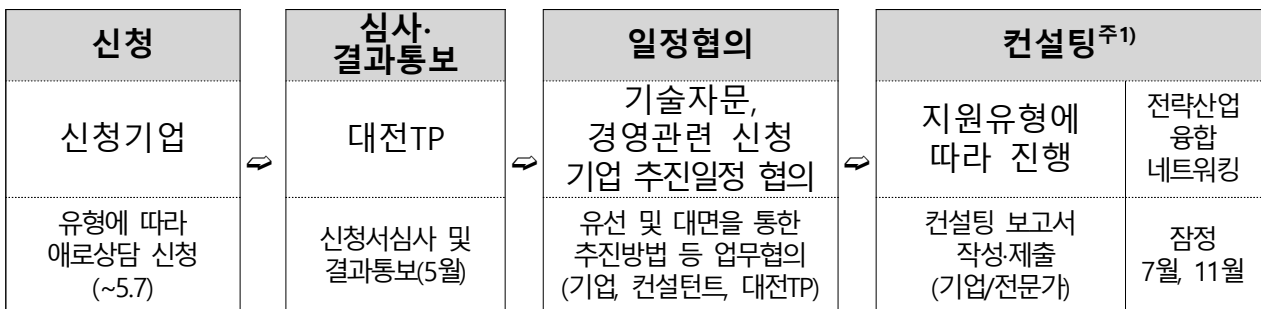 신청
심사·
결과통보
일정협의
컨설팅주1)
신청기업
⇨
대전TP
⇨
기술자문,
경영관련 신청
기업 추진일정 협의
⇨
지원유형에
따라 진행
전략산업
융합
네트워킹
유형에 따라
애로상담 신청
(~5.7)
신청서심사 및
결과통보(5월)
유선 및 대면을 통한
추진방법 등 업무협의
(기업, 컨설턴트, 대전TP)
컨설팅 보고서
작성·제출
(기업/전문가)
잠정
7월, 11월